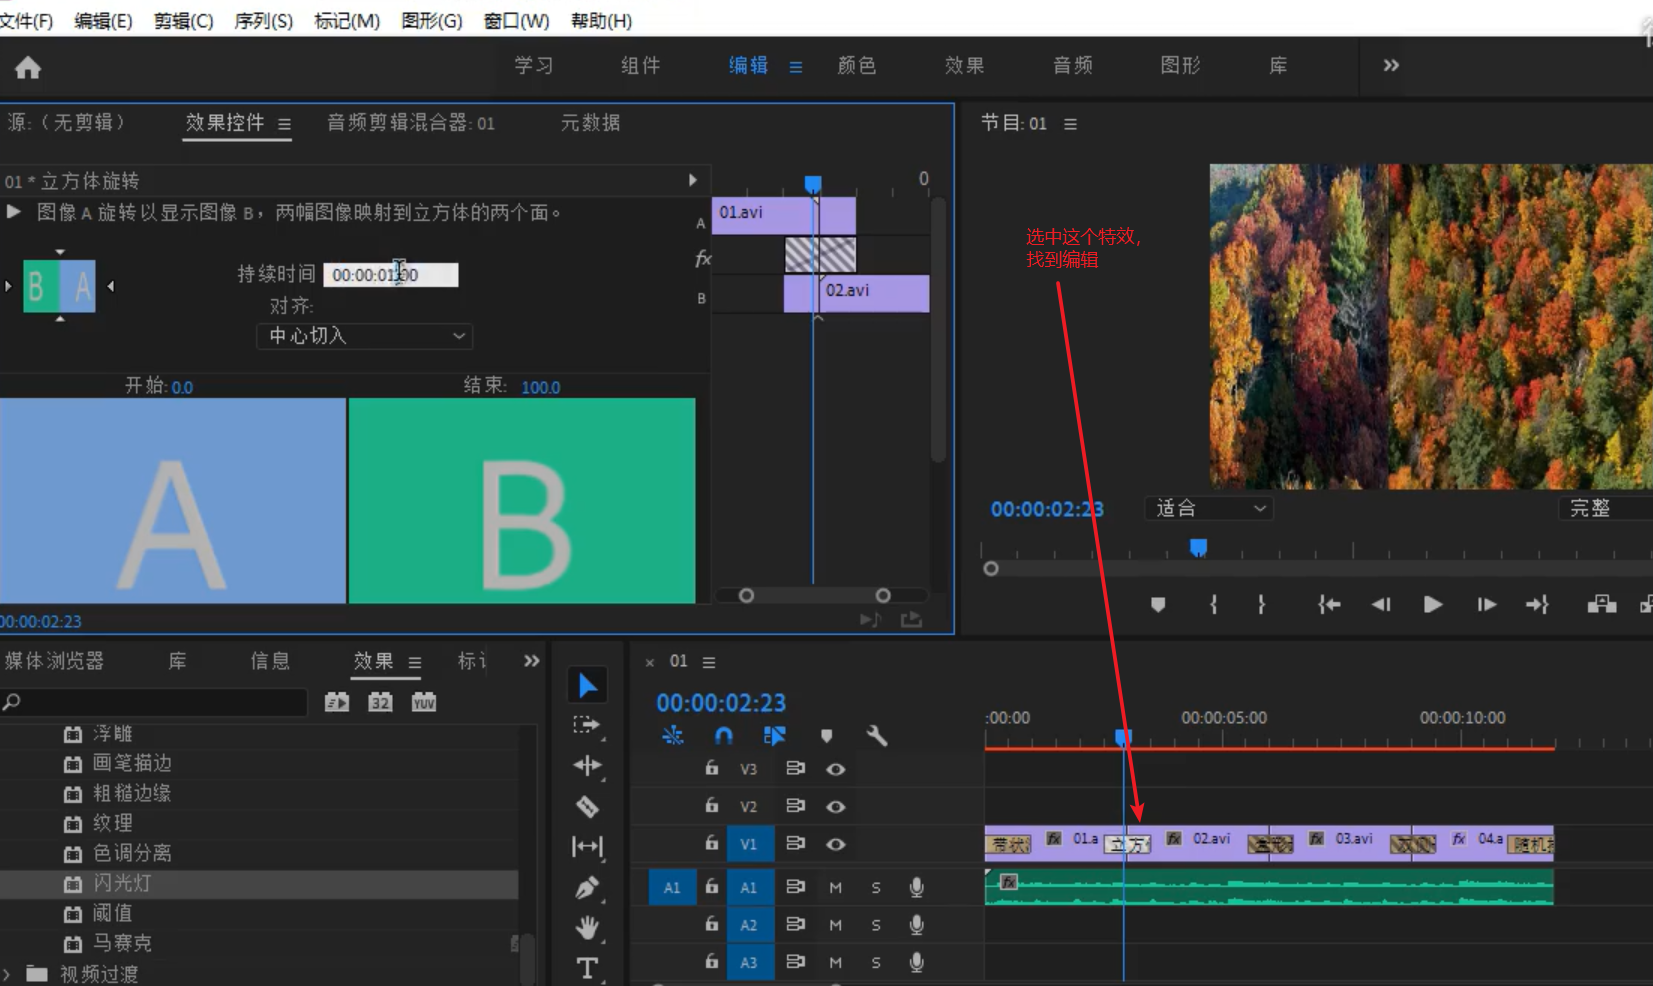 文件(F) 编辑(E) 剪辑(C) 序列(S) 标记(M) 图形(G) 窗口(W) 帮助(H)
学习 组件 编辑 颜色 效果 音频 图形 库
源:（无剪辑） 效果控件 音频剪辑混合器: 01 元数据
节目: 01
01 * 立方体旋转
0
图像 A 旋转以显示图像 B，两幅图像映射到立方体的两个面。
A 01.avi
fx
B 02.avi
B A
持续时间 00:00:01:00
对齐:
中心切入
开始: 0.0 结束: 100.0
A B
00:00:02:23
选中这个特效，
找到编辑
00:00:02:23 适合 完整
媒体浏览器 库 信息 效果
32 YUV
浮雕
画笔描边
粗糙边缘
纹理
色调分离
闪光灯
阈值
马赛克
视频过渡
T
× 01
00:00:02:23
:00:00 00:00:05:00 00:00:10:00
V3
V2
V1 带状 fx 01.a 立方 fx 02.avi fx 03.avi fx 04.a 随机
A1 A1 M S fx
A2 M S
A3 M S